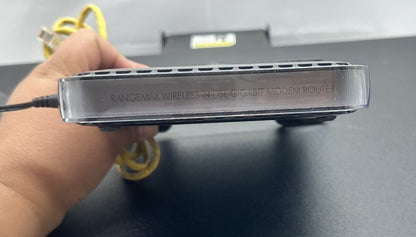 RANGEMAX WIRELESS-N DSL GIGABIT MODEM ROUTER